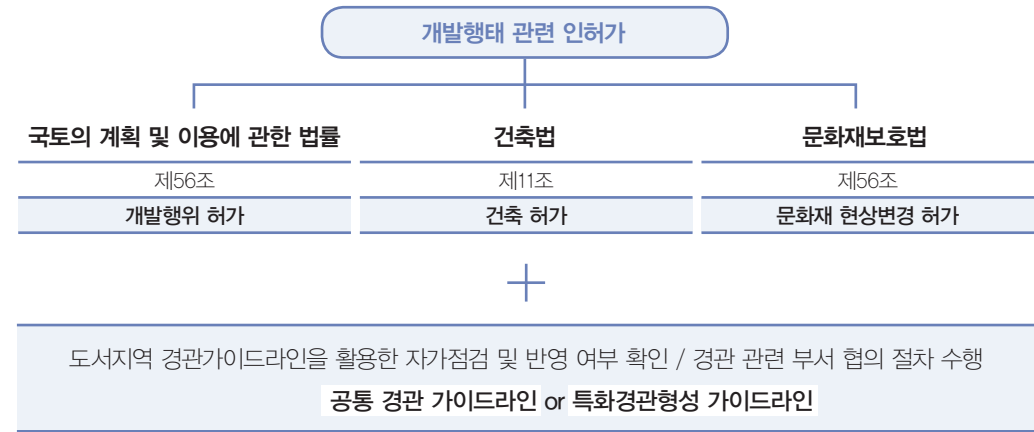 개발행태 관련 인허가
국토의 계획 및 이용에 관한 법률 건축법 문화재보호법
제56조 제11조 제56조
개발행위 허가 건축 허가 문화재 현상변경 허가
+
도서지역 경관가이드라인을 활용한 자가점검 및 반영 여부 확인 / 경관 관련 부서 협의 절차 수행
공통 경관 가이드라인 or 특화경관형성 가이드라인